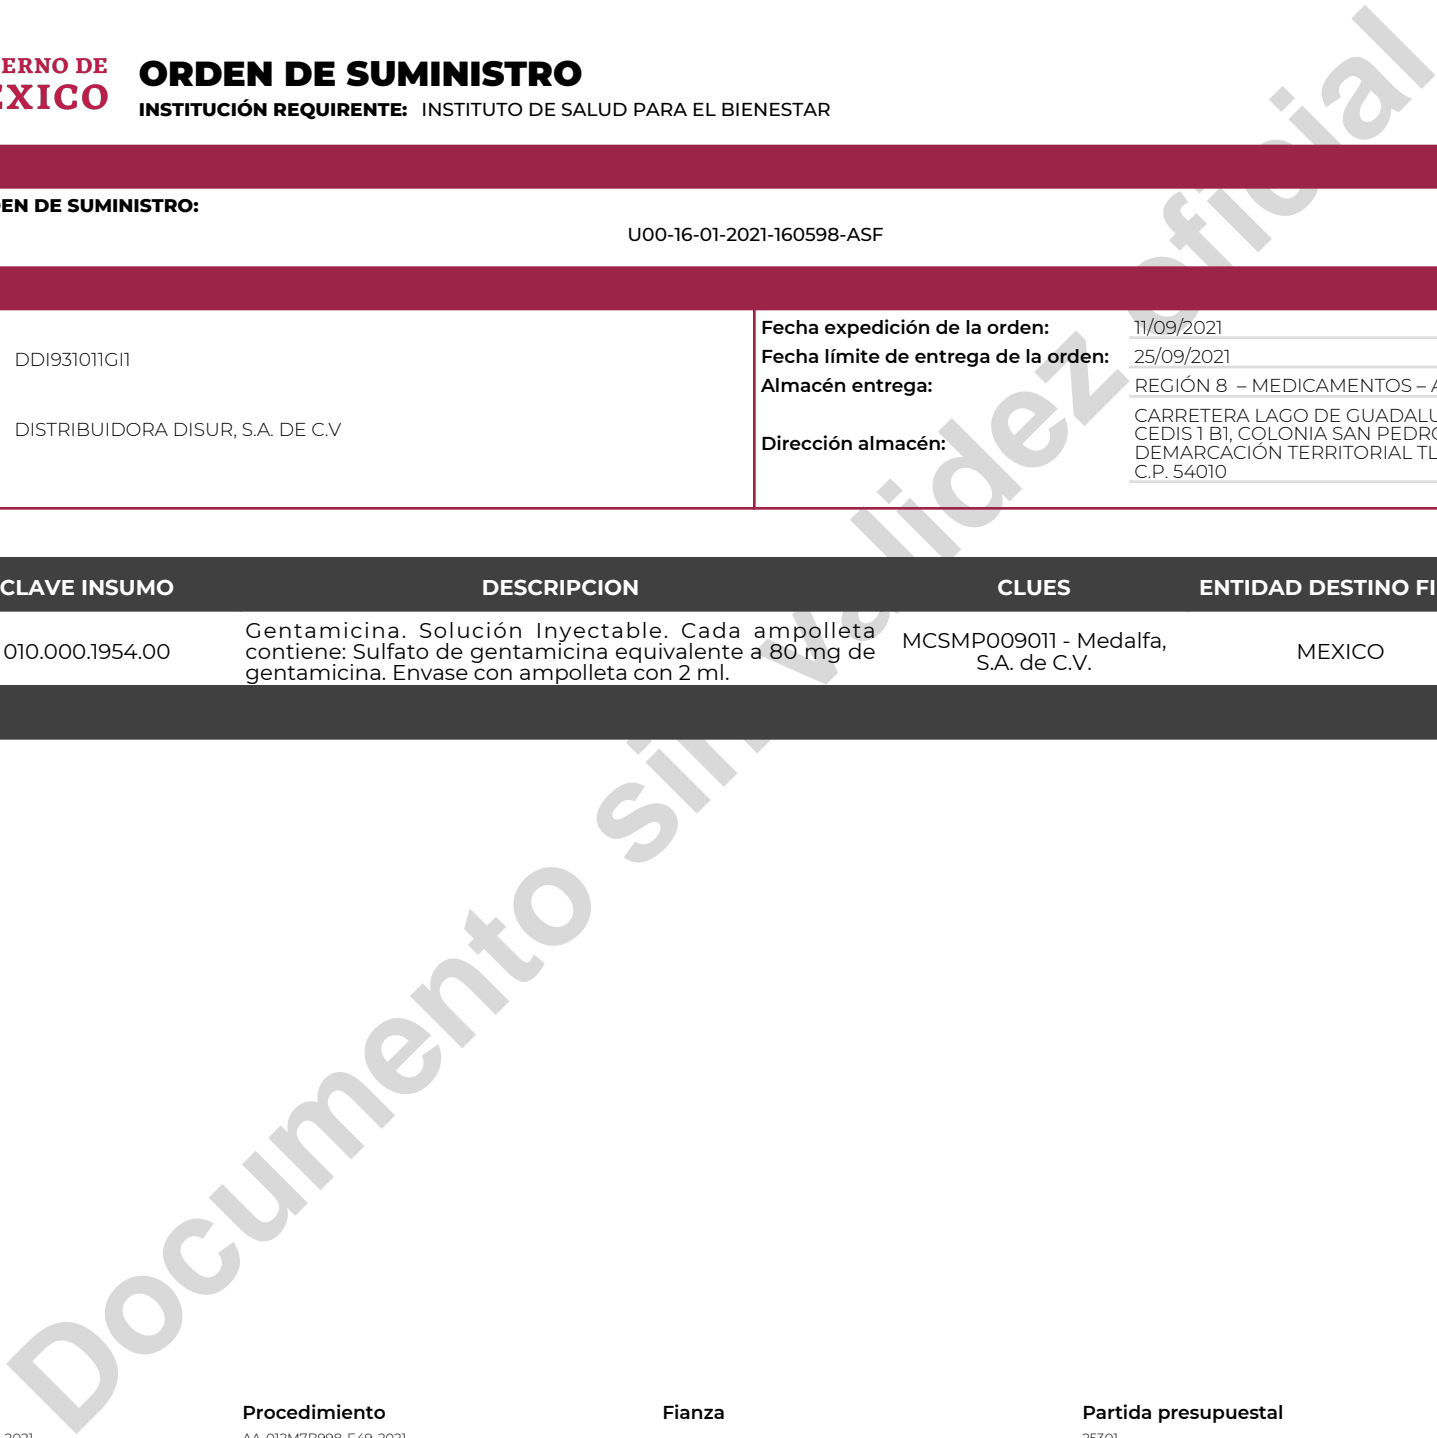 ERNO DE
ORDEN DE SUMINISTRO
EXICO
INSTITUCIÓN REQUIRENTE: INSTITUTO DE SALUD PARA EL BIENESTAR
EN DE SUMINISTRO:
U00-16-01-2021-160598-ASF
DDI931011GI1
DISTRIBUIDORA DISUR, S.A. DE C.V
Fecha expedición de la orden: 11/09/2021
Fecha límite de entrega de la orden: 25/09/2021
Almacén entrega: REGIÓN 8 – MEDICAMENTOS – A
Dirección almacén:
CARRETERA LAGO DE GUADALU
CEDIS 1 B1, COLONIA SAN PEDRO
DEMARCACIÓN TERRITORIAL TL
C.P. 54010
CLAVE INSUMO DESCRIPCION CLUES ENTIDAD DESTINO FI
010.000.1954.00
Gentamicina. Solución Inyectable. Cada ampolleta
contiene: Sulfato de gentamicina equivalente a 80 mg de
gentamicina. Envase con ampolleta con 2 ml.
MCSMP009011 - Medalfa,
S.A. de C.V.
MEXICO
Documento sin validez oficial
Procedimiento Fianza Partida presupuestal